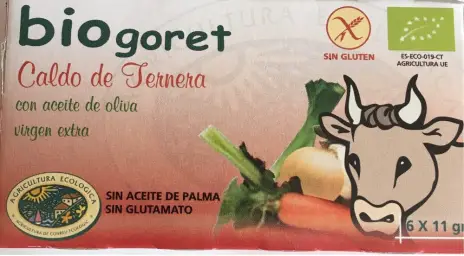 biogoret
SIN GLUTEN
ES-ECO-019-CT
AGRICULTURA UE
Caldo de Ternera
con aceite de oliva
virgen extra
AGRICULTURA ECOLOGICA
SIN ACEITE DE PALMA
SIN GLUTAMATO
6 X 11 gr